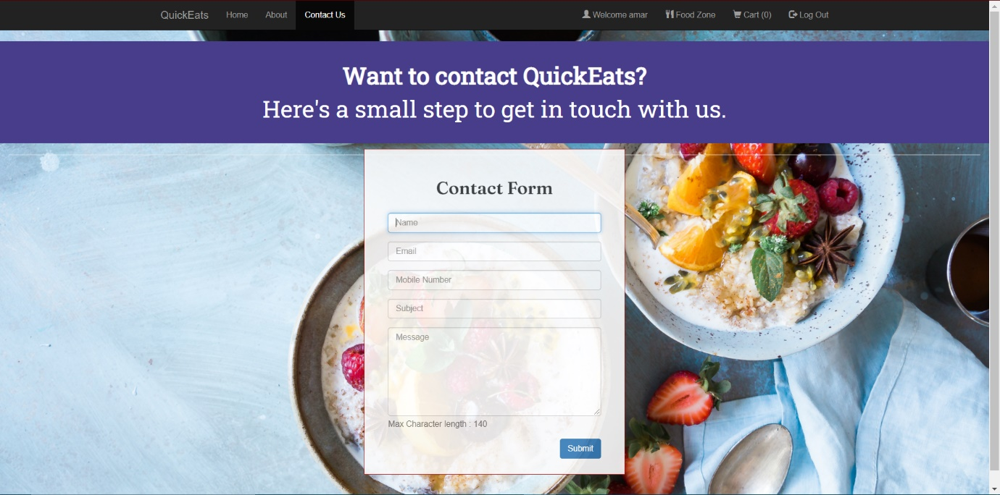 QuickEats Home About Contact Us Welcome amar Food Zone Cart (0) Log Out
Want to contact QuickEats?
Here's a small step to get in touch with us.
Contact Form
Name
Email
Mobile Number
Subject
Message
Max Character length : 140
Submit